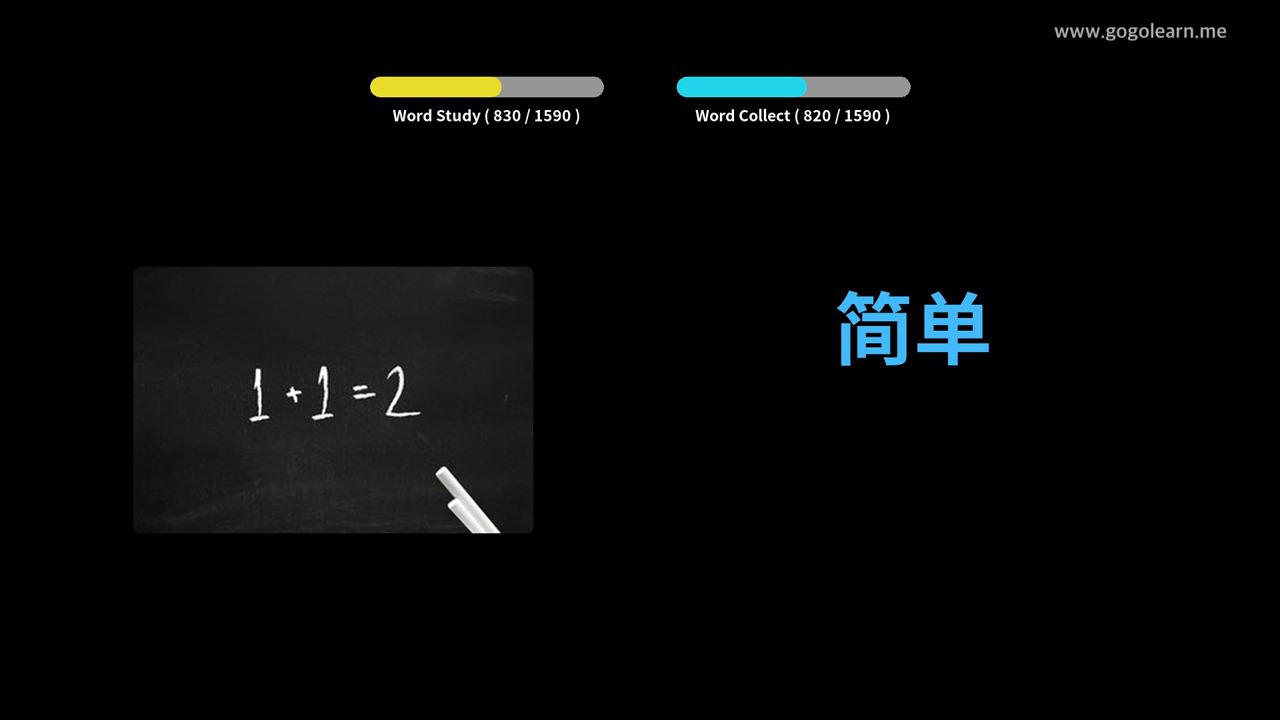 www.gogolearn.me
Word Study ( 830 / 1590 )
Word Collect ( 820 / 1590 )
简单
1 + 1 = 2